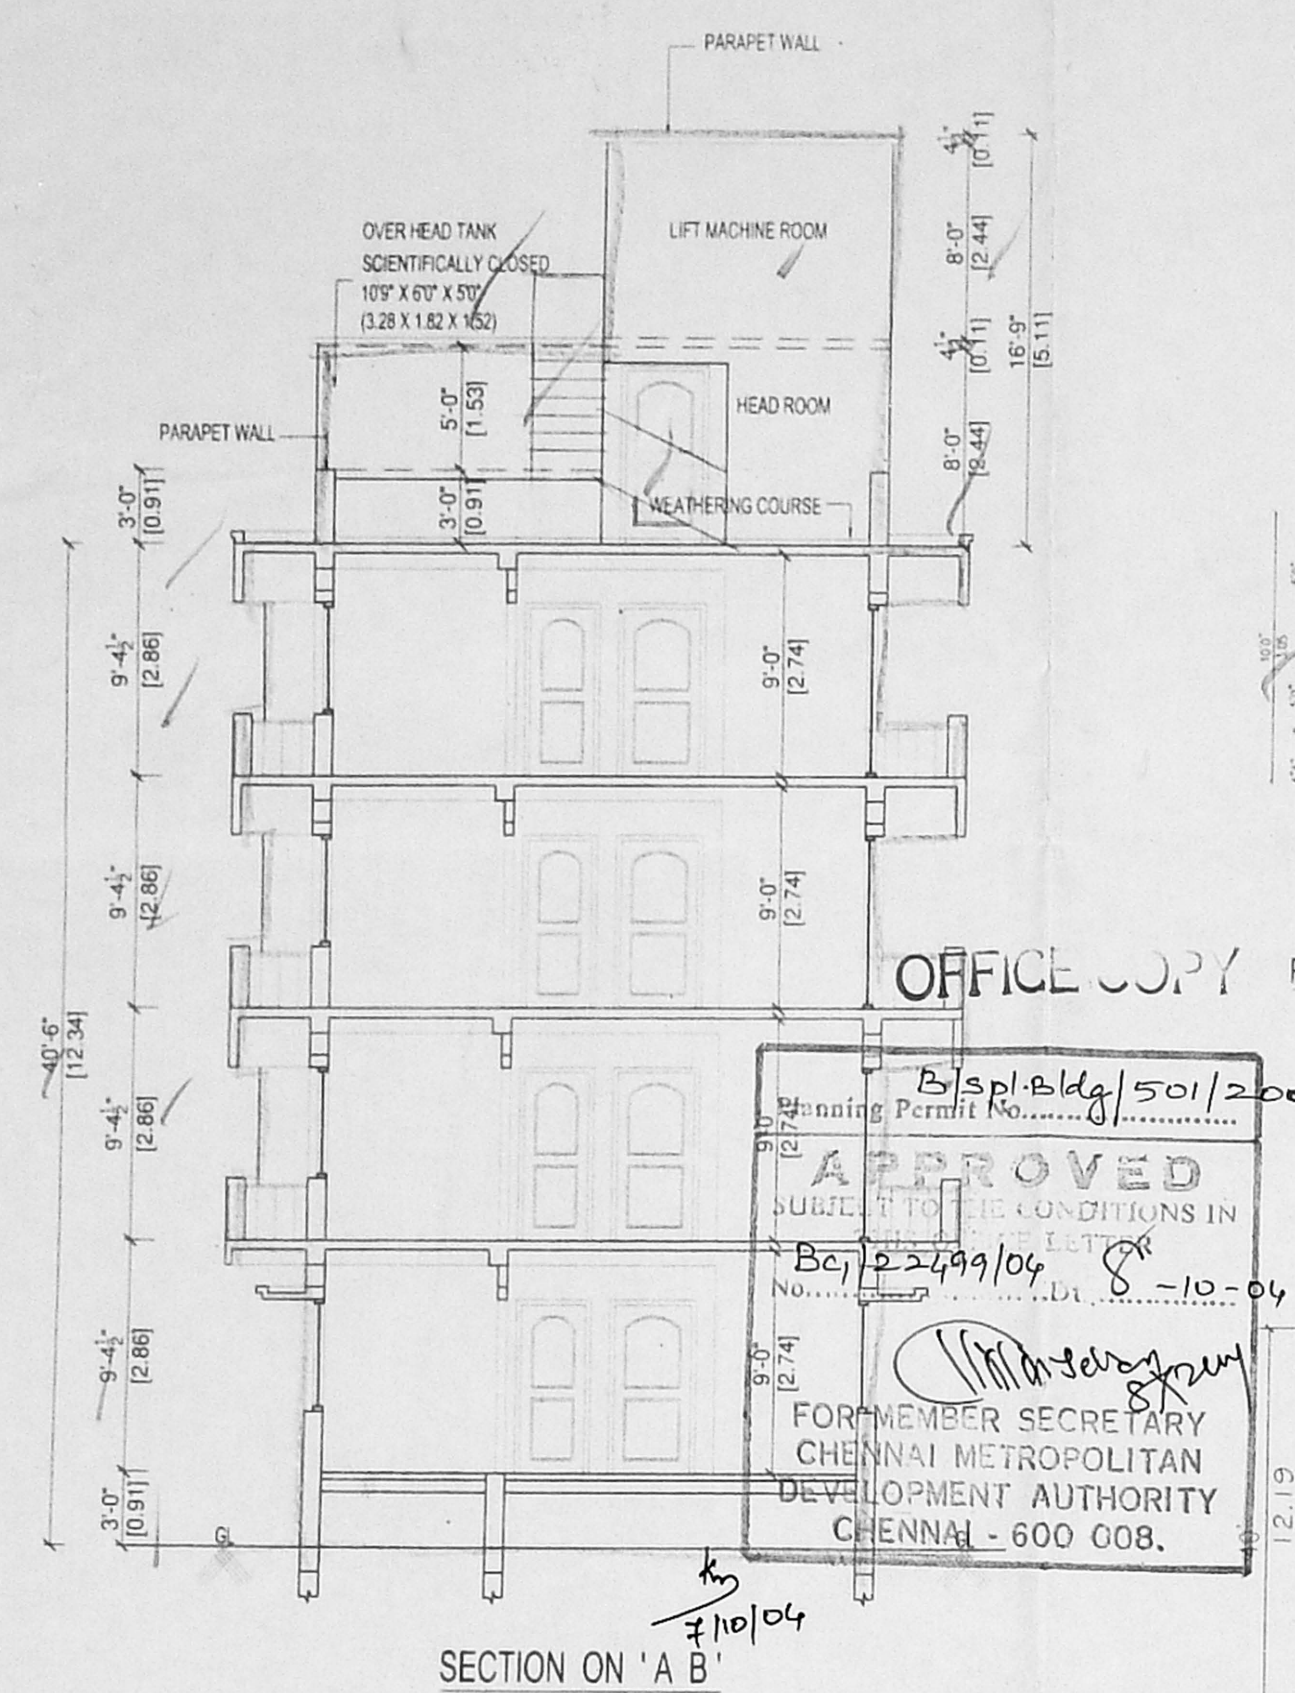 PARAPET WALL
4½"
[0.11]
OVER HEAD TANK
SCIENTIFICALLY CLOSED
10'9" X 6'0" X 5'0"
(3.28 X 1.82 X 1.52)
LIFT MACHINE ROOM
8'-0"
[2.44]
4½"
[0.11]
16'-9"
[5.11]
PARAPET WALL
5'-0"
[1.53]
HEAD ROOM
8'-0"
[2.44]
3'-0"
[0.91]
3'-0"
[0.91]
WEATHERING COURSE
9'-4½"
[2.86]
9'-0"
[2.74]
9'-4½"
[2.86]
9'-0"
[2.74]
OFFICE COPY
40'-6"
[12.34]
9'-4½"
[2.86]
9'-0"
[2.74]
B/spl.Bldg/501/200
Planning Permit No.
APPROVED
SUBJECT TO THE CONDITIONS IN
THIS OFFICE LETTER
No. Bc1/22499/04 Dt. 8-10-04
9'-4½"
[2.86]
9'-0"
[2.74]
FOR MEMBER SECRETARY
CHENNAI METROPOLITAN
DEVELOPMENT AUTHORITY
CHENNAI - 600 008.
3'-0"
[0.91]
G
12.19
7/10/04
SECTION ON 'A B'